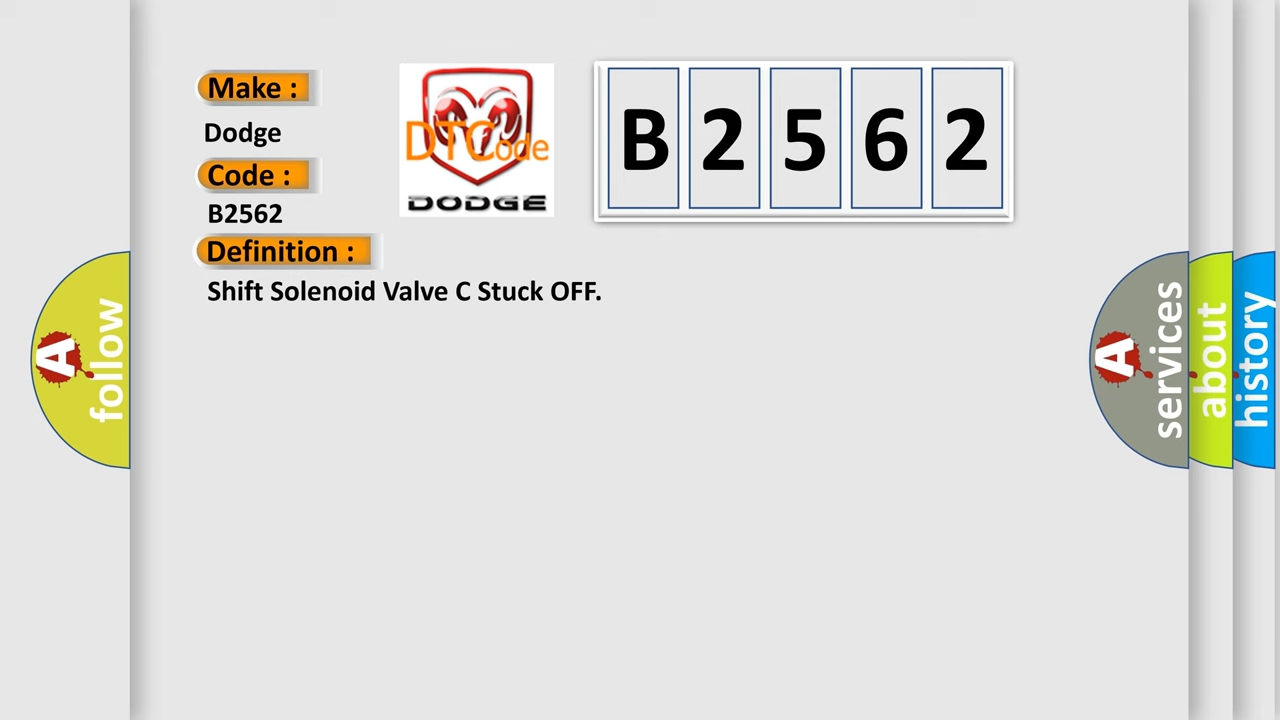 Make :
Dodge
Code :
B2562
Definition :
Shift Solenoid Valve C Stuck OFF.
DTCode
DODGE
B 2 5 6 2
A follow
A services
about
history